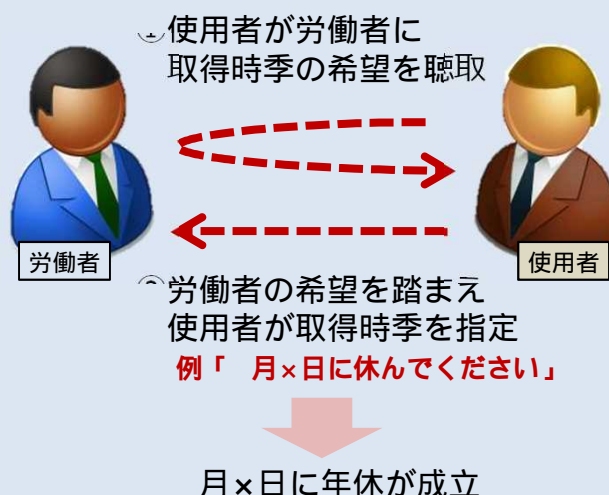 ①使用者が労働者に
取得時季の希望を聴取
労働者
使用者
労働者の希望を踏まえ
使用者が取得時季を指定
例「 月×日に休んでください」
月×日に年休が成立